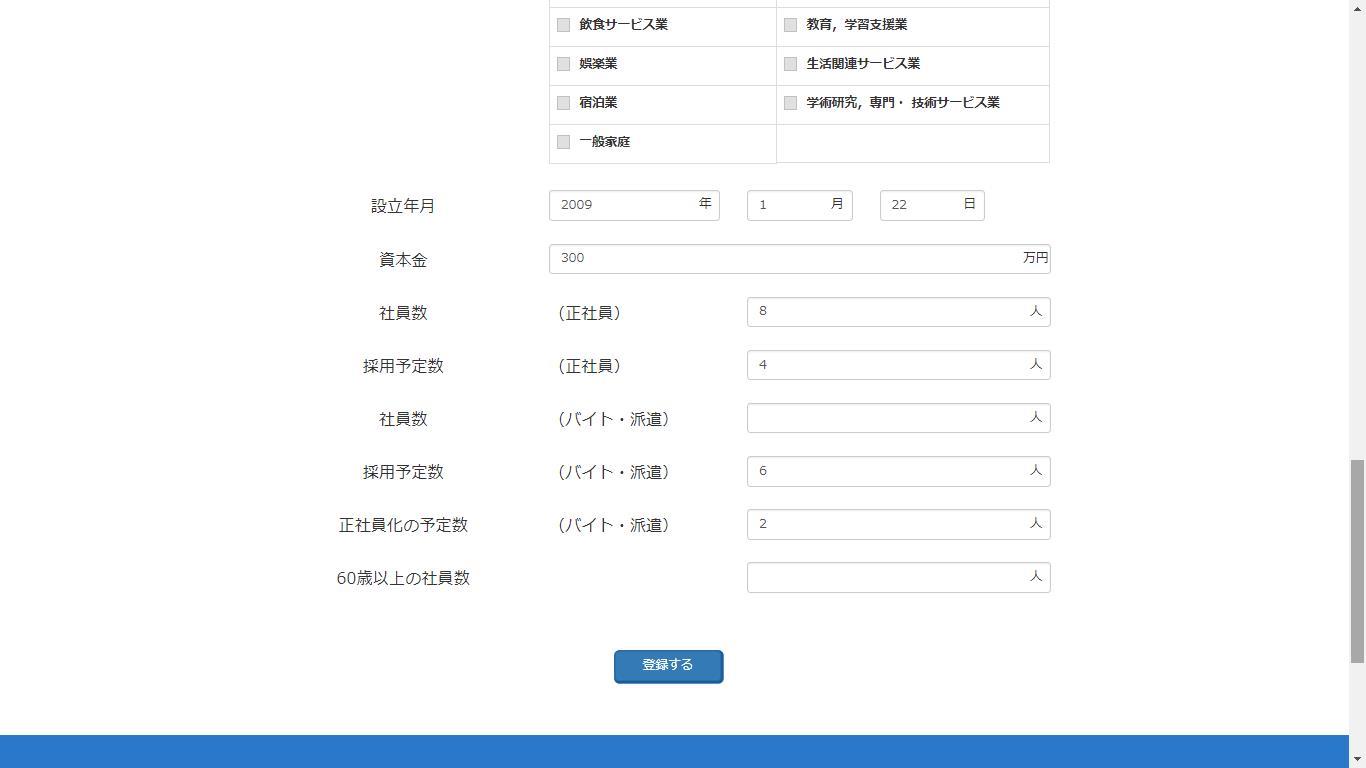 飲食サービス業 教育，学習支援業
娯楽業 生活関連サービス業
宿泊業 学術研究，専門・ 技術サービス業
一般家庭
設立年月 2009 年 1 月 22 日
資本金 300 万円
社員数 (正社員) 8 人
採用予定数 (正社員) 4 人
社員数 (バイト・派遣) 人
採用予定数 (バイト・派遣) 6 人
正社員化の予定数 (バイト・派遣) 2 人
60歳以上の社員数 人
登録する